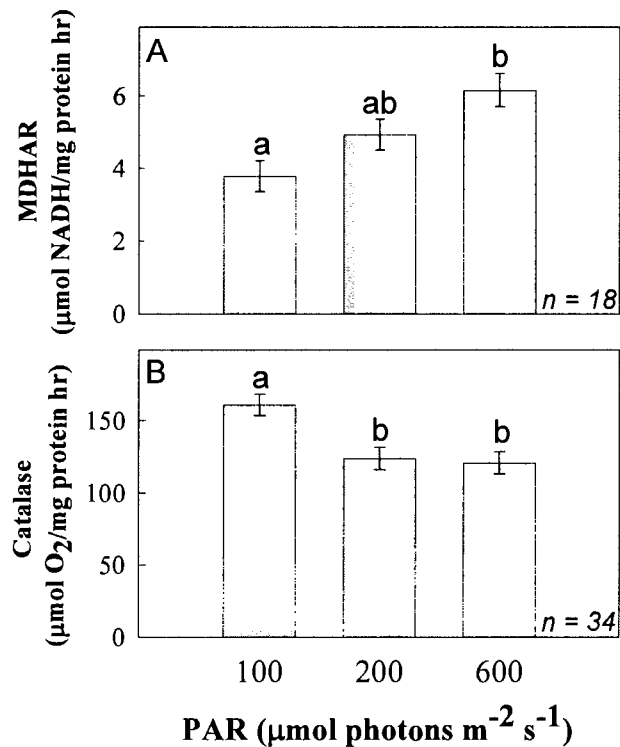 A
MDHAR
(μmol NADH/mg protein hr)
6
4
2
0
a
ab
b
n = 18
B
Catalase
(μmol O2/mg protein hr)
150
100
50
0
a
b
b
n = 34
100 200 600
PAR (μmol photons m⁻² s⁻¹)